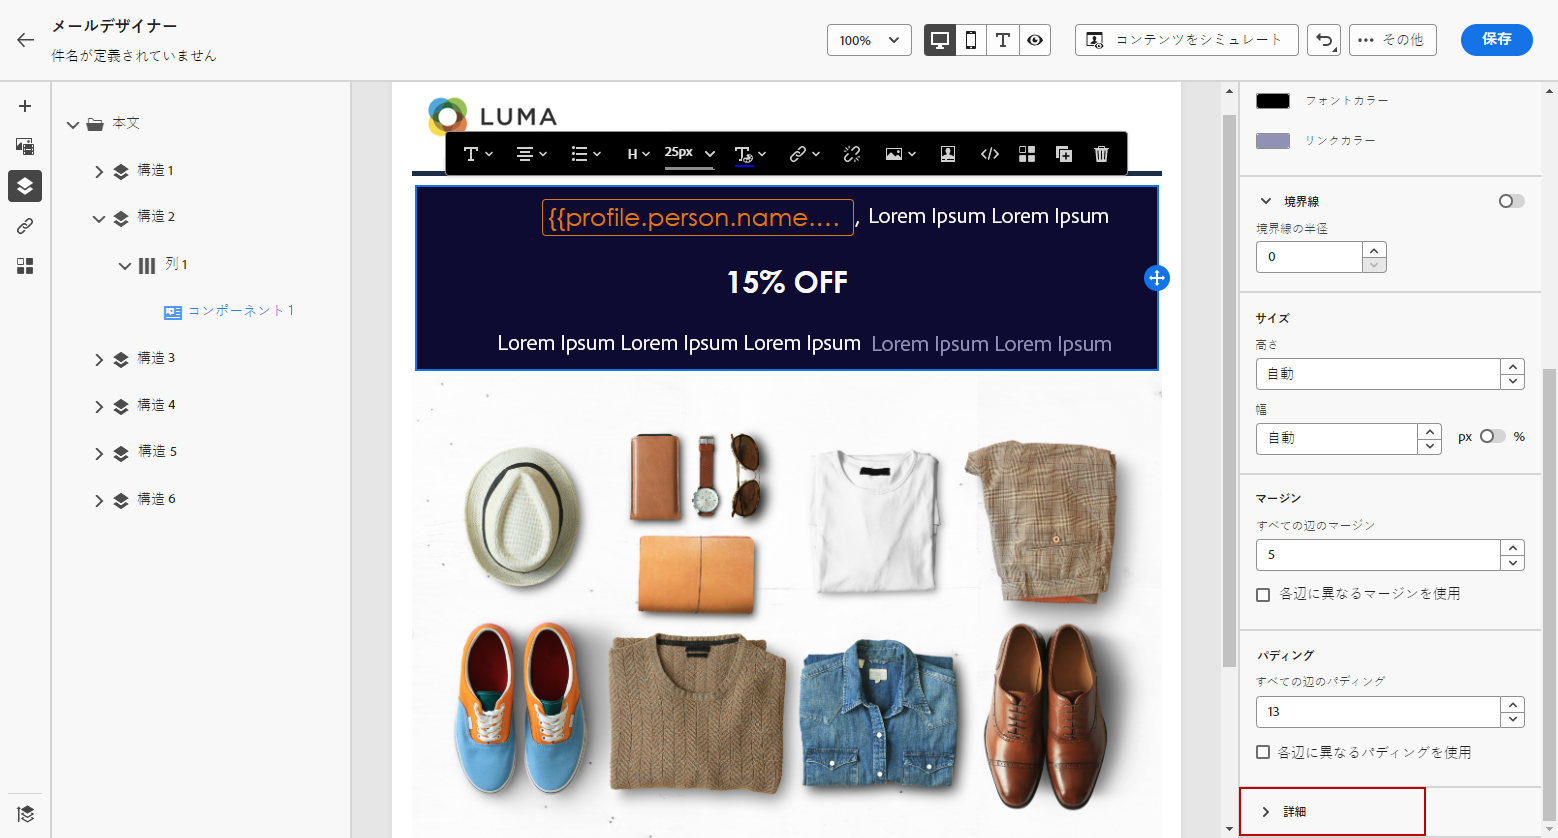 メールデザイナー
件名が定義されていません
100%
コンテンツをシミュレート
その他
保存
本文
構造 1
構造 2
列 1
コンポーネント 1
構造 3
構造 4
構造 5
構造 6
LUMA
H
25px
{{profile.person.name.... , Lorem Ipsum Lorem Ipsum
15% OFF
Lorem Ipsum Lorem Ipsum Lorem Ipsum Lorem Ipsum Lorem Ipsum
フォントカラー
リンクカラー
境界線
境界線の半径
0
サイズ
高さ
自動
幅
自動
px %
マージン
すべての辺のマージン
5
各辺に異なるマージンを使用
パディング
すべての辺のパディング
13
各辺に異なるパディングを使用
詳細